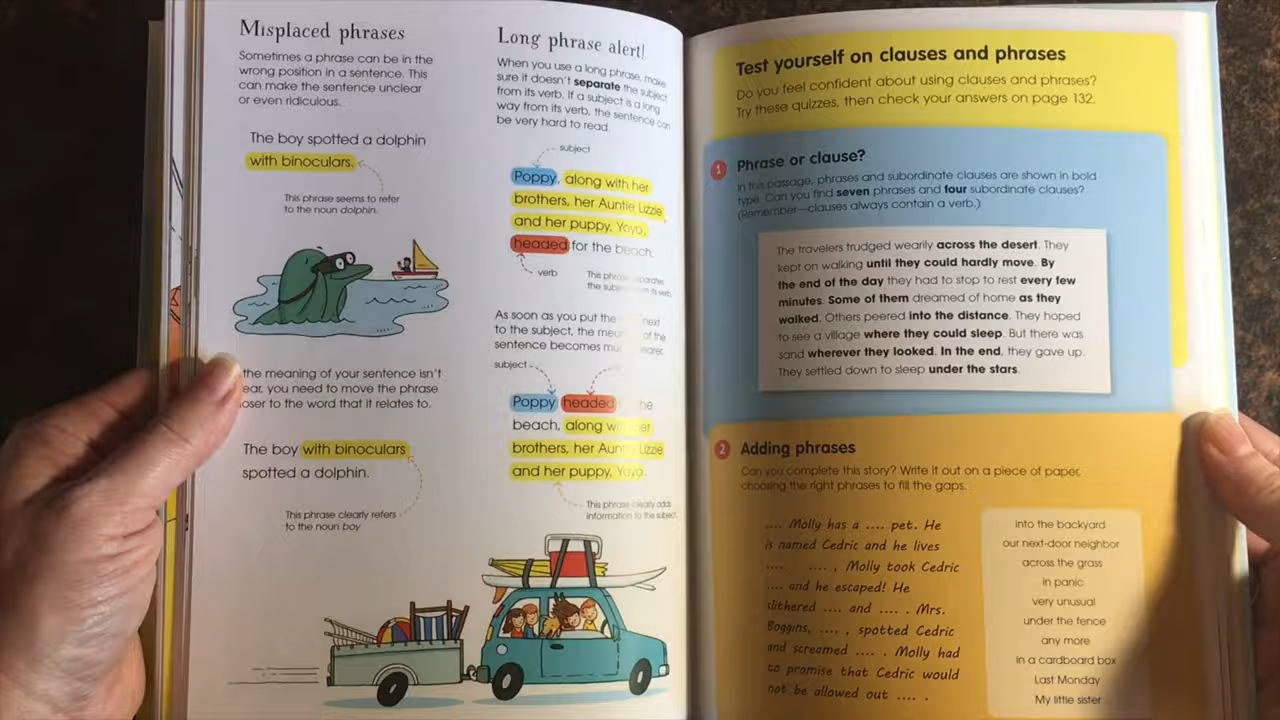 Misplaced phrases
Sometimes a phrase can be in the
wrong position in a sentence. This
can make the sentence unclear
or even ridiculous.
The boy spotted a dolphin
with binoculars.
This phrase seems to refer
to the noun dolphin.
the meaning of your sentence isn't
you need to move the phrase
to the word that it relates to.
The boy with binoculars
spotted a dolphin.
This phrase clearly refers
to the noun boy
Long phrase alert!
When you use a long phrase, make
sure it doesn't separate the subject
from its verb. If a subject is a long
way from its verb, the sentence can
be very hard to read.
subject
Poppy, along with her
brothers, her Auntie Lizzie
and her puppy, Yoyo,
headed for the beach.
verb
This phrase separates
the subject from its verb
As soon as you put the next
to the subject, the of the
sentence becomes
subject
Poppy headed
beach, along with her
brothers, her Auntie Lizzie
and her puppy, Yoyo.
This phrase clearly adds
information to the subject.
Test yourself on clauses and phrases
Do you feel confident about using clauses and phrases?
Try these quizzes, then check your answers on page 132.
1 Phrase or clause?
In this passage, phrases and subordinate clauses are shown in bold
type. Can you find seven phrases and four subordinate clauses?
(Remember—clauses always contain a verb.)
The travelers trudged wearily across the desert. They
kept on walking until they could hardly move. By
the end of the day they had to stop to rest every few
minutes. Some of them dreamed of home as they
walked. Others peered into the distance. They hoped
to see a village where they could sleep. But there was
sand wherever they looked. In the end, they gave up.
They settled down to sleep under the stars.
2 Adding phrases
Can you complete this story? Write it out on a piece of paper,
choosing the right phrases to fill the gaps.
.... Molly has a .... pet. He
is named Cedric and he lives
.... .... , Molly took Cedric
.... and he escaped! He
slithered .... and .... . Mrs.
Boggins, .... , spotted Cedric
and screamed .... . Molly had
to promise that Cedric would
not be allowed out .... .
into the backyard
our next-door neighbor
across the grass
in panic
very unusual
under the fence
any more
in a cardboard box
Last Monday
My little sister